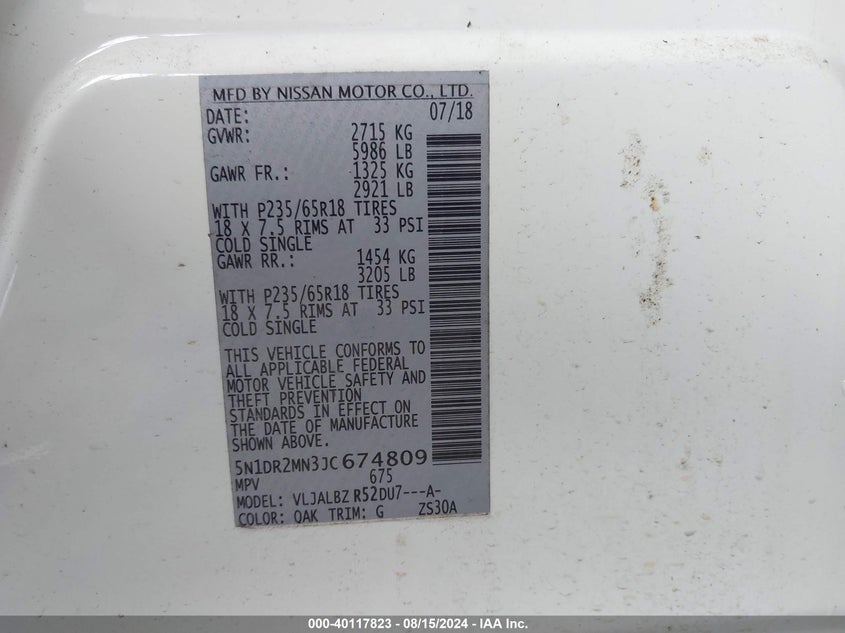 MFD BY NISSAN MOTOR CO., LTD.
DATE: 07/18
GVWR: 2715 KG
5986 LB
GAWR FR.: 1325 KG
2921 LB
WITH P235/65R18 TIRES
18 X 7.5 RIMS AT 33 PSI
COLD SINGLE
GAWR RR.: 1454 KG
3205 LB
WITH P235/65R18 TIRES
18 X 7.5 RIMS AT 33 PSI
COLD SINGLE
THIS VEHICLE CONFORMS TO
ALL APPLICABLE FEDERAL
MOTOR VEHICLE SAFETY AND
THEFT PREVENTION
STANDARDS IN EFFECT ON
THE DATE OF MANUFACTURE
SHOWN ABOVE.
5N1DR2MN3JC674809
MPV 675
MODEL: VLJALBZ R52DU7---A-
COLOR: QAK TRIM: G ZS30A
000-40117823 - 08/15/2024 - IAA Inc.